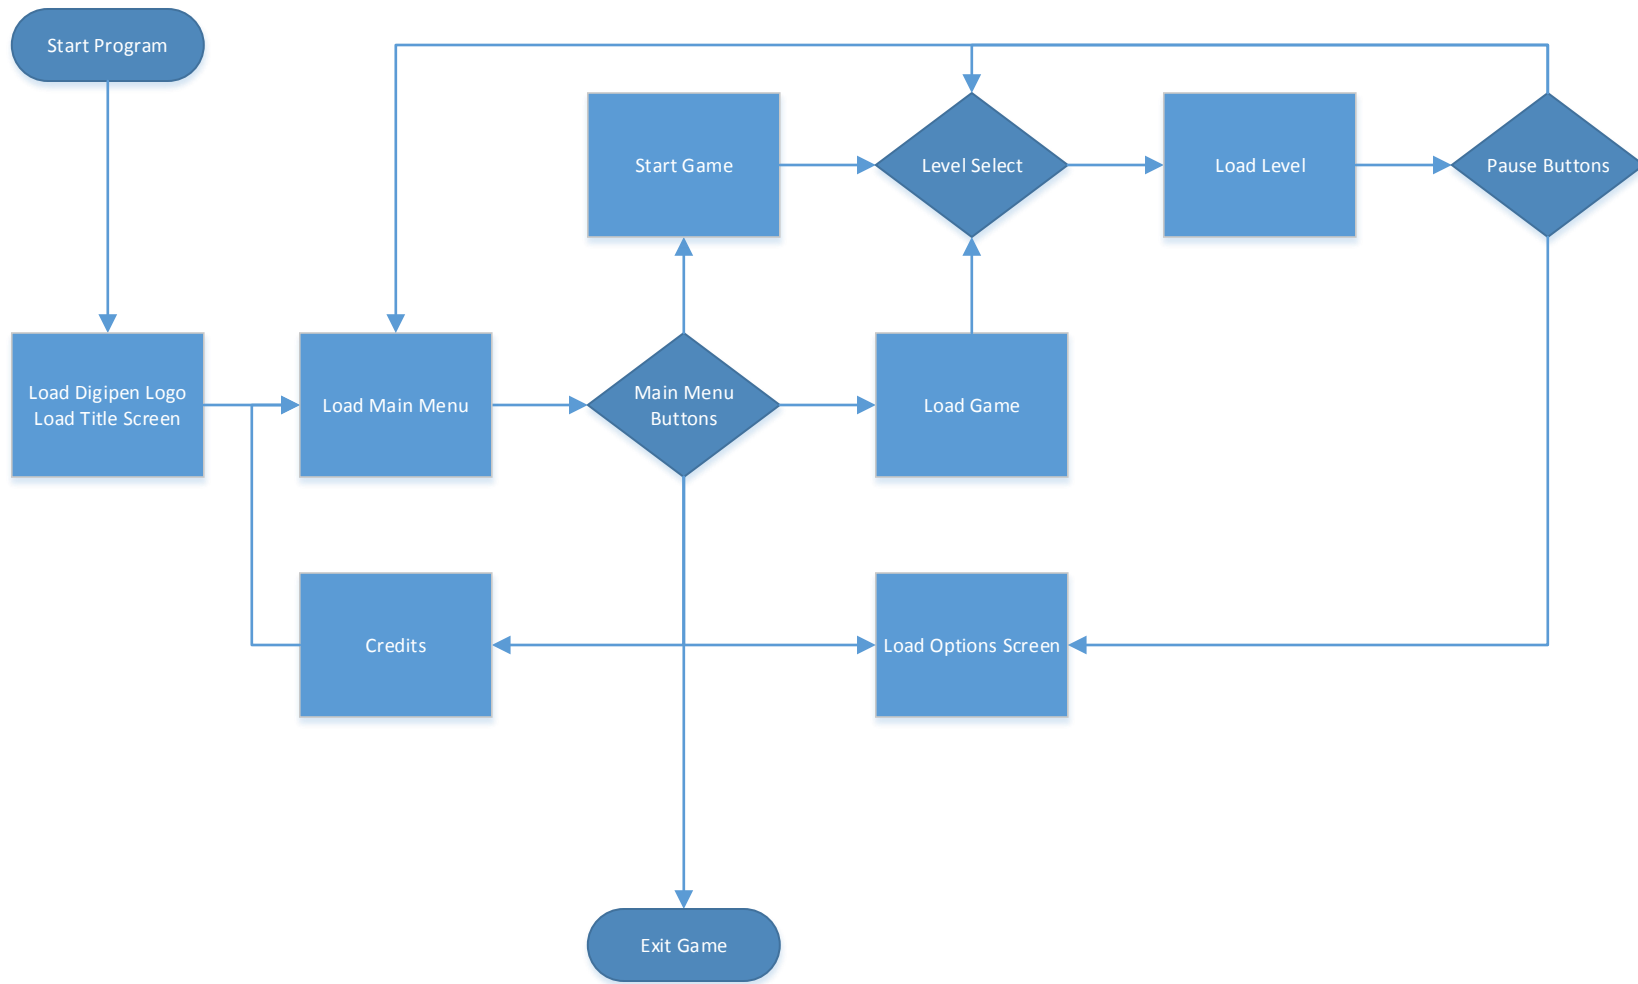 Start Program
Start Game
Level Select
Load Level
Pause Buttons
Load Digipen Logo
Load Title Screen
Load Main Menu
Main Menu
Buttons
Load Game
Credits
Load Options Screen
Exit Game